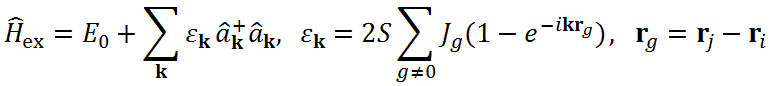 Ĥ_ex = E_0 + ∑_𝐤 ε_𝐤 â_𝐤^+ â_𝐤, ε_𝐤 = 2S ∑_{g≠0} J_g(1 − e^{−i𝐤𝐫_g}), 𝐫_g = 𝐫_j − 𝐫_i